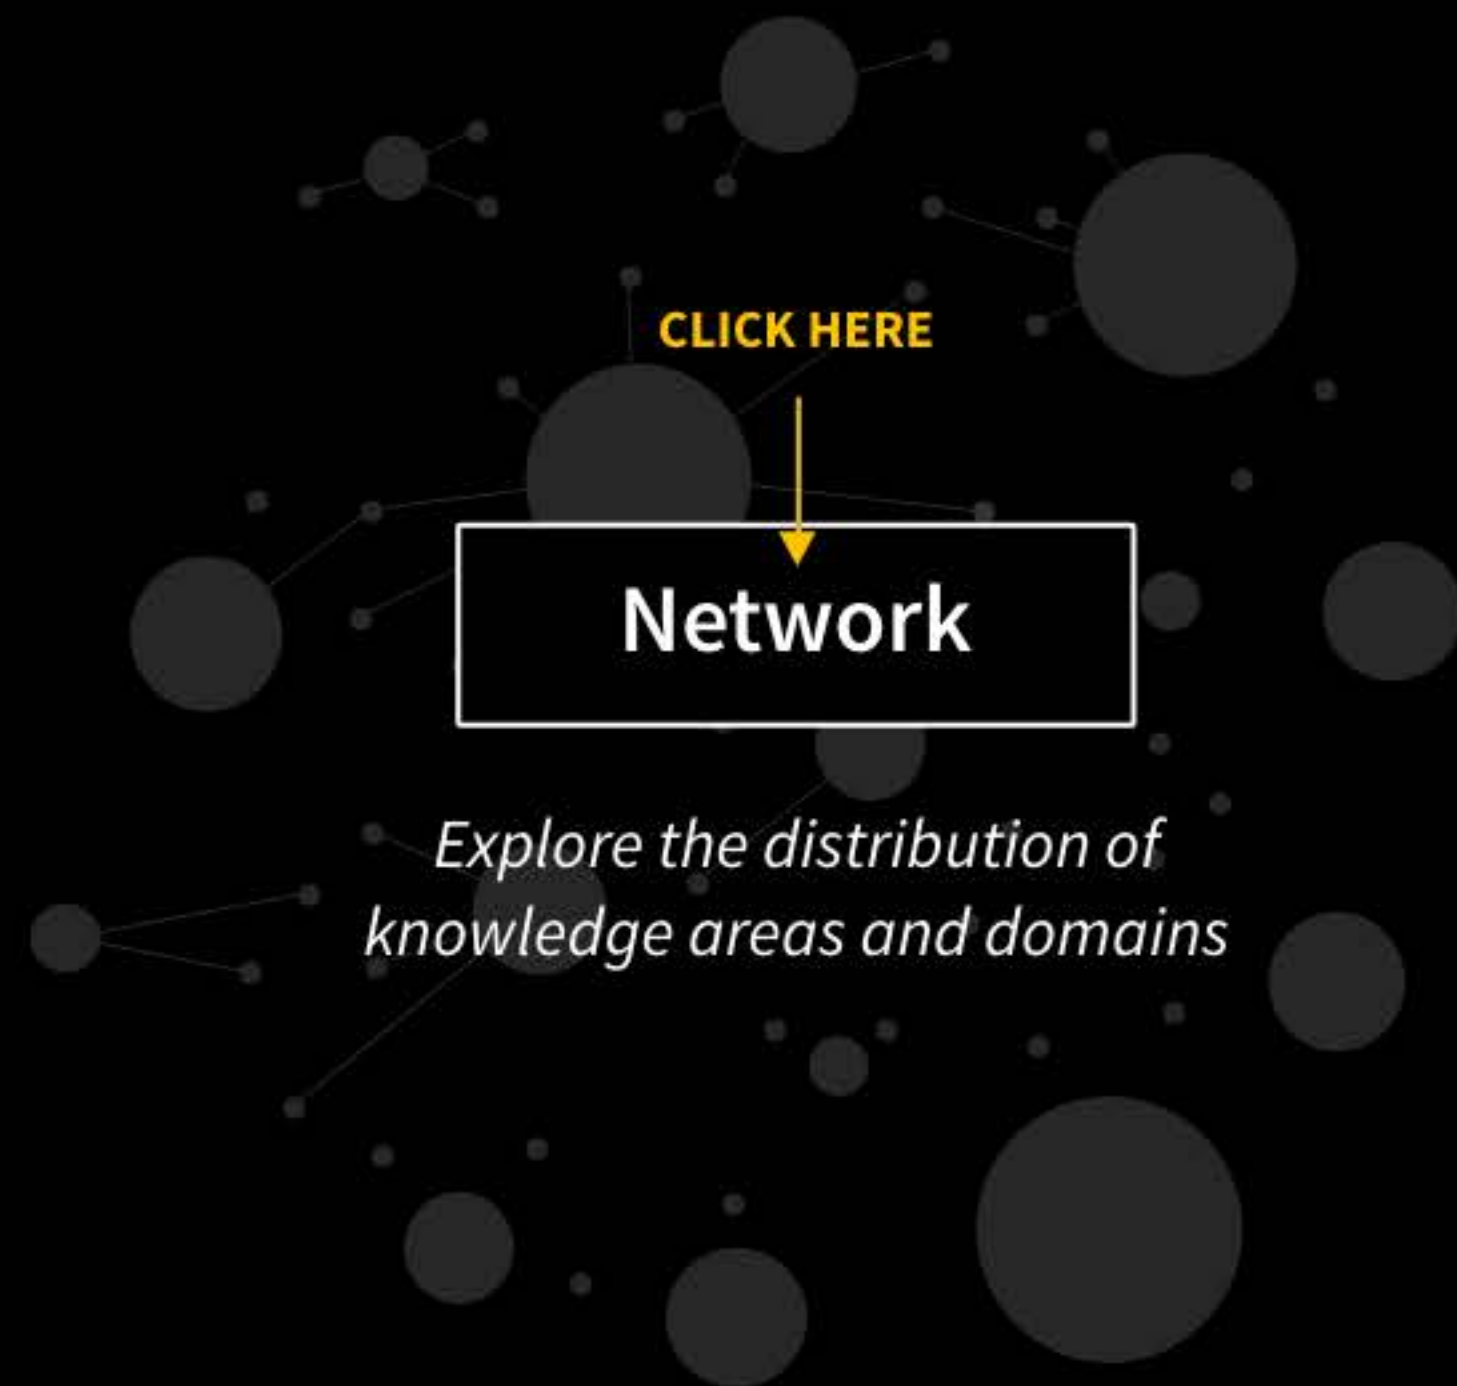 CLICK HERE
Network
Explore the distribution of
knowledge areas and domains